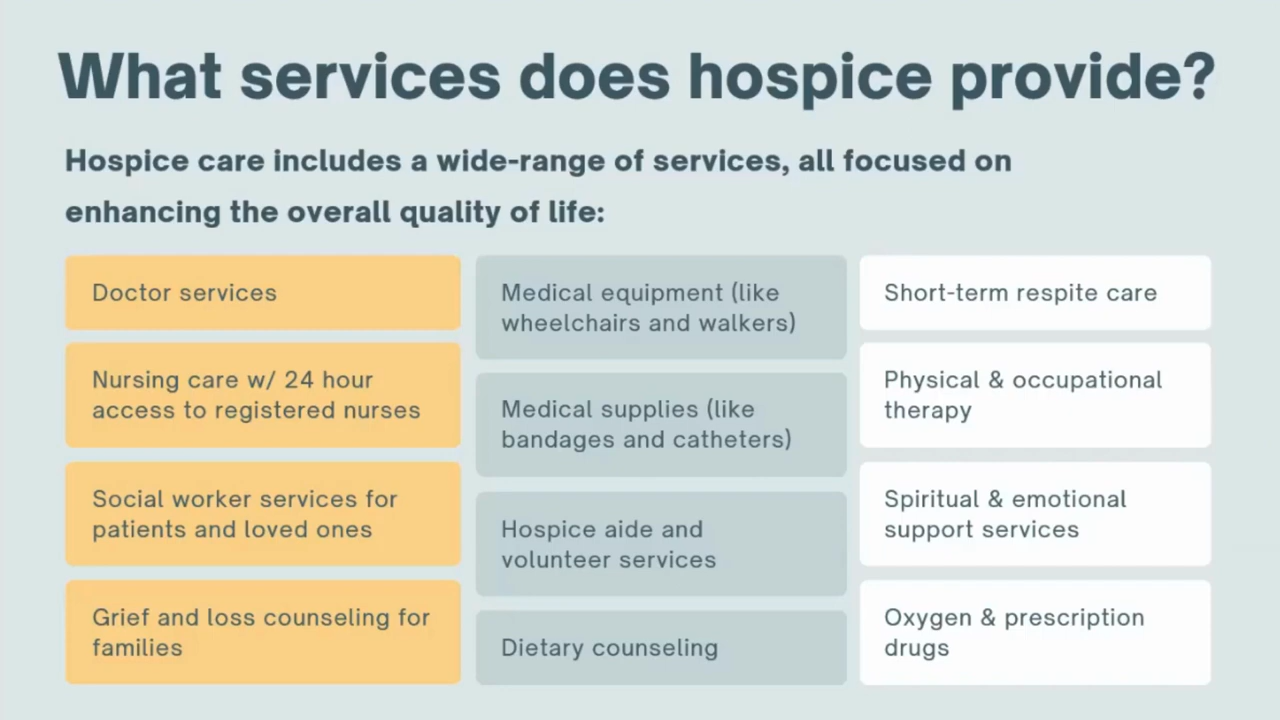 What services does hospice provide?
Hospice care includes a wide-range of services, all focused on
enhancing the overall quality of life:
Doctor services
Nursing care w/ 24 hour
access to registered nurses
Social worker services for
patients and loved ones
Grief and loss counseling for
families
Medical equipment (like
wheelchairs and walkers)
Medical supplies (like
bandages and catheters)
Hospice aide and
volunteer services
Dietary counseling
Short-term respite care
Physical & occupational
therapy
Spiritual & emotional
support services
Oxygen & prescription
drugs